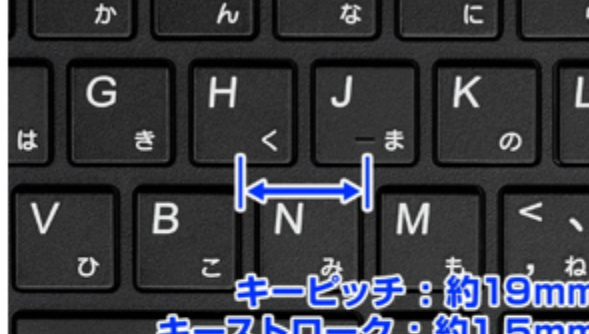 か ん な に
G H J K L
は き く ま の
V B N M < 、
ひ こ み も , ね
キーピッチ：約19mm
キーストローク：約1.5mm